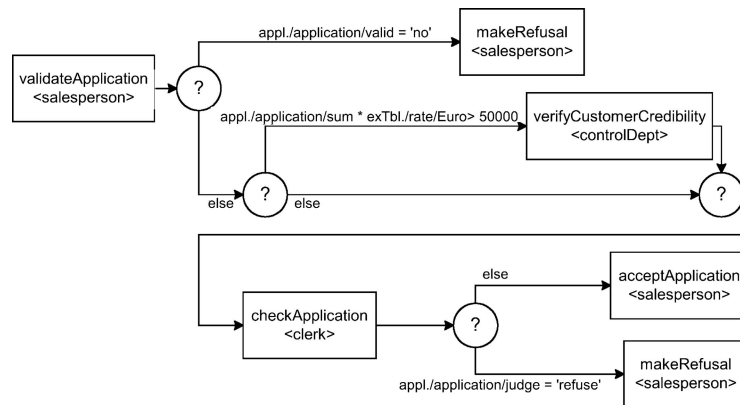 appl./application/valid = 'no'
makeRefusal
<salesperson>
validateApplication
<salesperson>
?
appl./application/sum * exTbl./rate/Euro> 50000
verifyCustomerCredibility
<controlDept>
else
?
else
?
checkApplication
<clerk>
?
else
acceptApplication
<salesperson>
appl./application/judge = 'refuse'
makeRefusal
<salesperson>